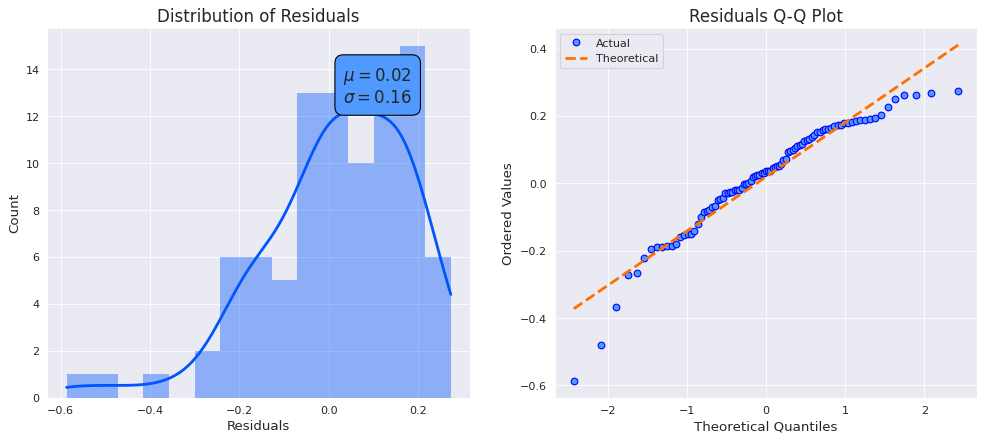 Distribution of Residuals
μ = 0.02
σ = 0.16
Count
14
12
10
8
6
4
2
0
−0.6 −0.4 −0.2 0.0 0.2
Residuals
Residuals Q-Q Plot
Actual
Theoretical
Ordered Values
0.4
0.2
0.0
−0.2
−0.4
−0.6
−2 −1 0 1 2
Theoretical Quantiles